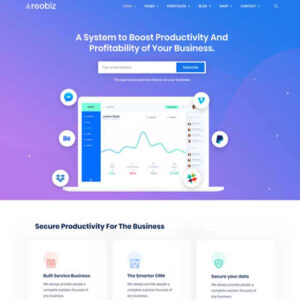 reobiz
HOME PAGES PORTFOLIO BLOG SHOP CONTACT
A System to Boost Productivity And
Profitability of Your Business.
Your email address Subscribe
The best saas business theme on your business.
Secure Productivity For The Business
Built Service Business The Smarter CRM Secure your data
We always provide people a We always provide people a We always provide people a
complete solution focused of complete solution focused of complete solution focused of
any business. any business. any business.